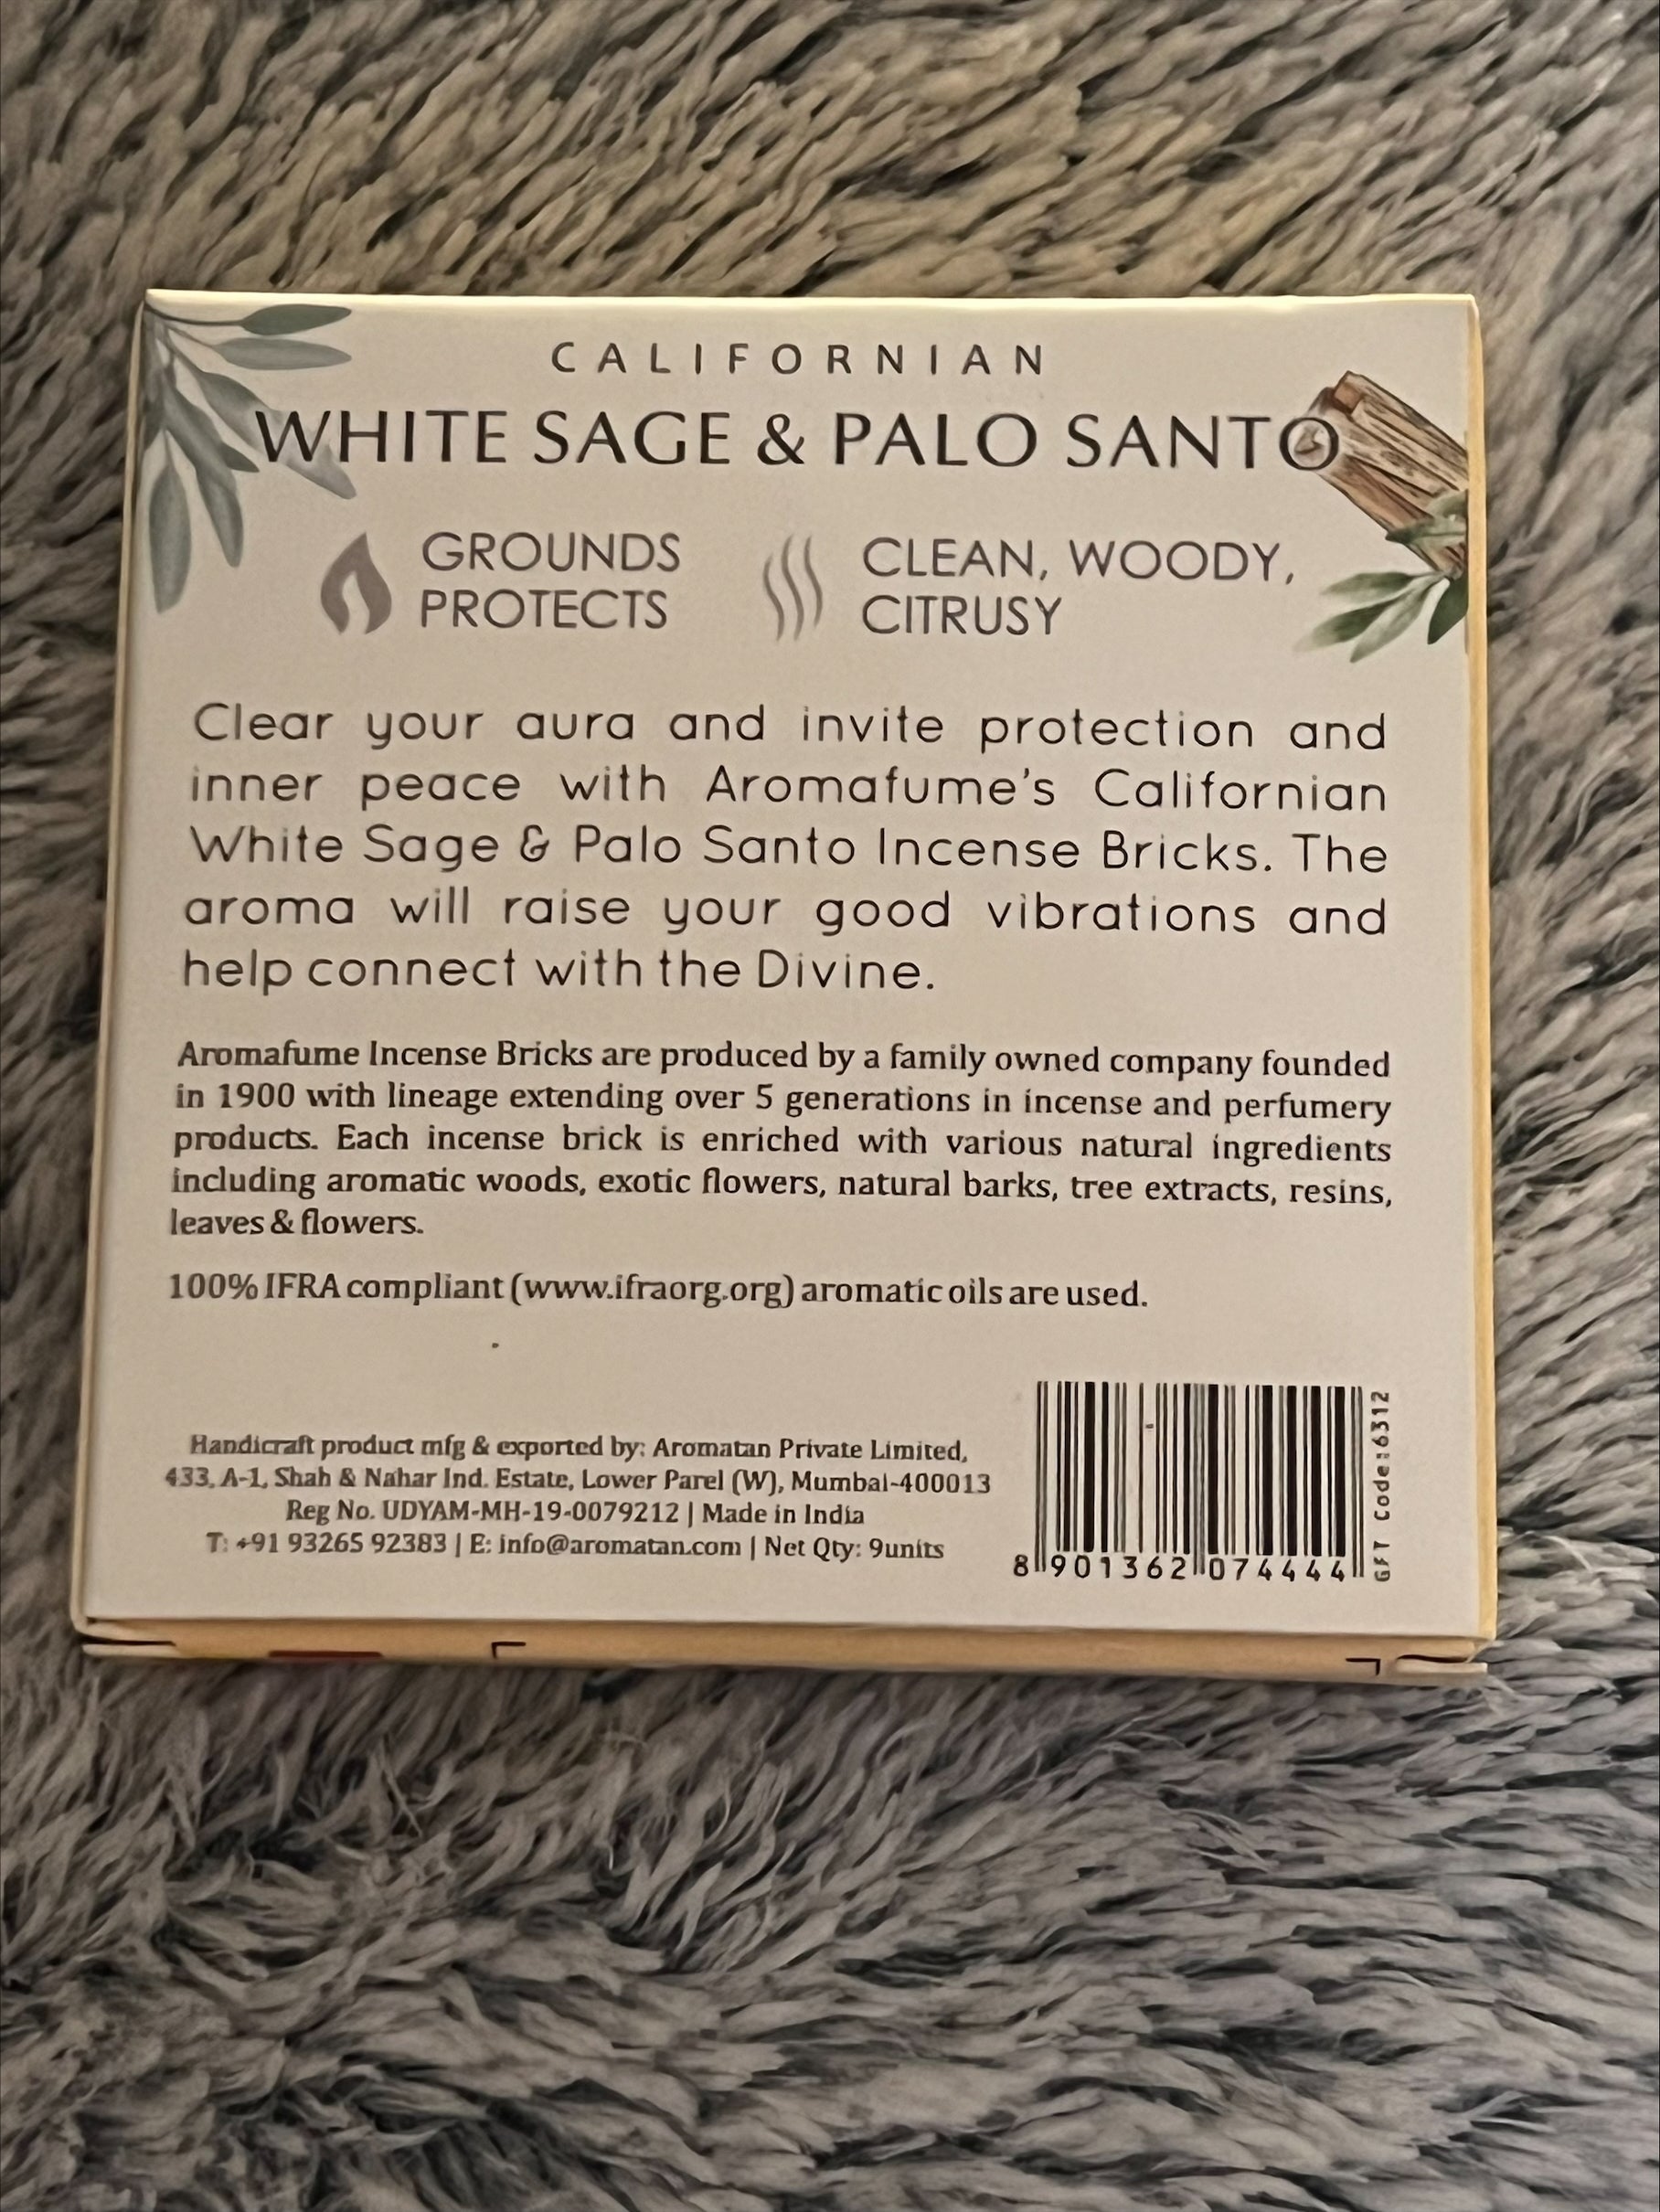 CALIFORNIAN
WHITE SAGE & PALO SANTO
GROUNDS
PROTECTS
CLEAN, WOODY,
CITRUSY
Clear your aura and invite protection and
inner peace with Aromafume's Californian
White Sage & Palo Santo Incense Bricks. The
aroma will raise your good vibrations and
help connect with the Divine.
Aromafume Incense Bricks are produced by a family owned company founded
in 1900 with lineage extending over 5 generations in incense and perfumery
products. Each incense brick is enriched with various natural ingredients
including aromatic woods, exotic flowers, natural barks, tree extracts, resins,
leaves & flowers.
100% IFRA compliant (www.ifraorg.org) aromatic oils are used.
Handicraft product mfg & exported by: Aromatan Private Limited,
433, A-1, Shah & Nahar Ind. Estate, Lower Parel (W), Mumbai-400013
Reg No. UDYAM-MH-19-0079212 | Made in India
T: +91 93265 92383 | E: info@aromatan.com | Net Qty: 9units
8 901362 074444
GFT Code:6312